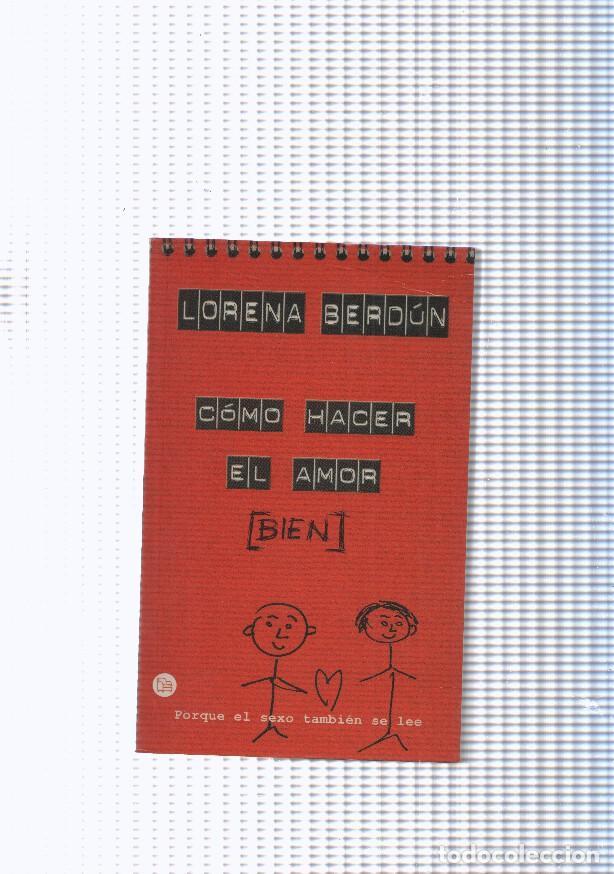 LORENA BERDÚN
CÓMO HACER
EL AMOR
[BIEN]
Porque el sexo también se lee
todocoleccion